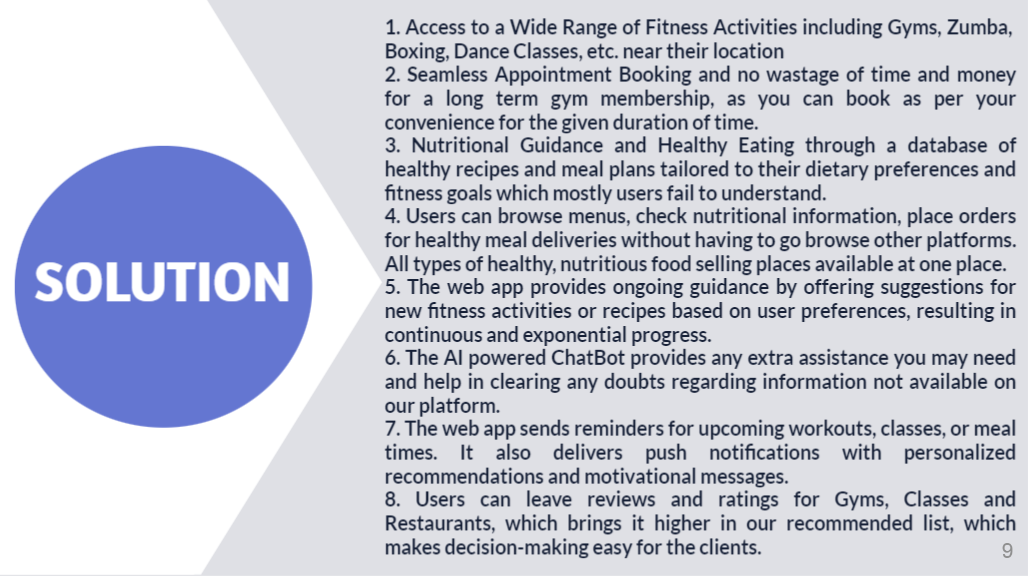 SOLUTION
1. Access to a Wide Range of Fitness Activities including Gyms, Zumba,
Boxing, Dance Classes, etc. near their location
2. Seamless Appointment Booking and no wastage of time and money
for a long term gym membership, as you can book as per your
convenience for the given duration of time.
3. Nutritional Guidance and Healthy Eating through a database of
healthy recipes and meal plans tailored to their dietary preferences and
fitness goals which mostly users fail to understand.
4. Users can browse menus, check nutritional information, place orders
for healthy meal deliveries without having to go browse other platforms.
All types of healthy, nutritious food selling places available at one place.
5. The web app provides ongoing guidance by offering suggestions for
new fitness activities or recipes based on user preferences, resulting in
continuous and exponential progress.
6. The AI powered ChatBot provides any extra assistance you may need
and help in clearing any doubts regarding information not available on
our platform.
7. The web app sends reminders for upcoming workouts, classes, or meal
times. It also delivers push notifications with personalized
recommendations and motivational messages.
8. Users can leave reviews and ratings for Gyms, Classes and
Restaurants, which brings it higher in our recommended list, which
makes decision-making easy for the clients.
9